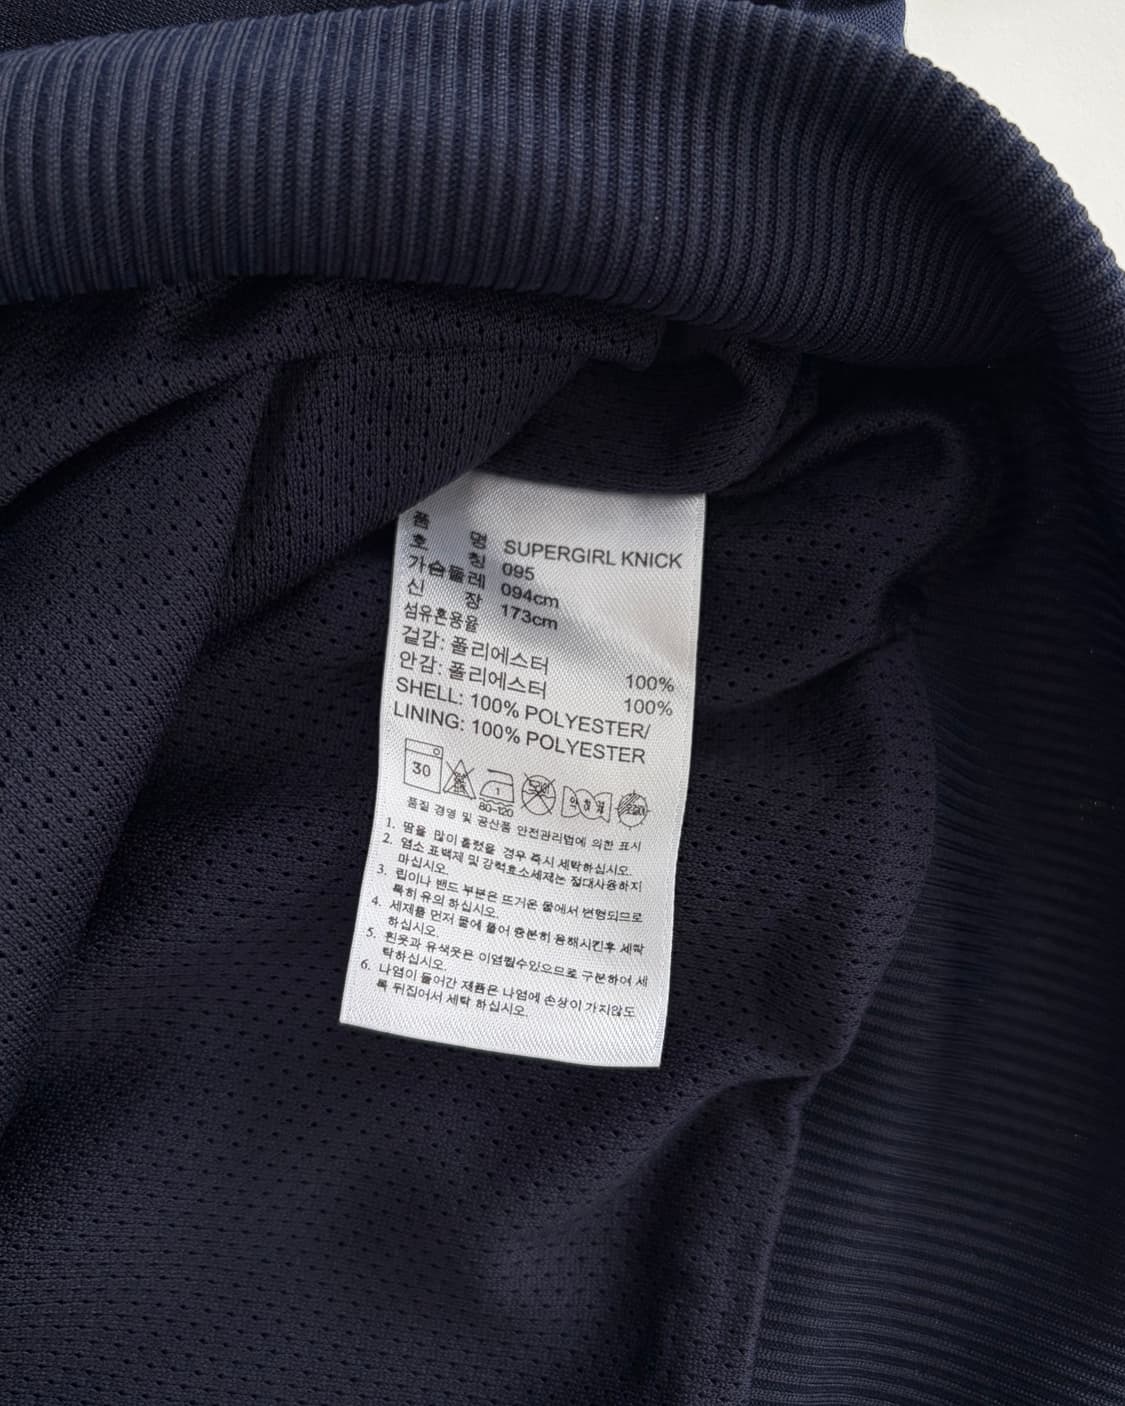 품 명 SUPERGIRL KNICK
호 칭 095
가슴둘레 094cm
신 장 173cm
섬유혼용율
겉감: 폴리에스터 100%
안감: 폴리에스터 100%
SHELL: 100% POLYESTER/
LINING: 100% POLYESTER
30 1 80-120
품질 경영 및 공산품 안전관리법에 의한 표시
1. 땀을 많이 흘렸을 경우 즉시 세탁하십시오.
2. 염소 표백제 및 강력효소세제는 절대사용하지
마십시오.
3. 립이나 밴드 부분은 뜨거운 물에서 변형되므로
특히 유의 하십시오.
4. 세제를 먼저 물에 풀어 충분히 용해시킨후 세탁
하십시오.
5. 흰옷과 유색옷은 이염될수있으므로 구분하여 세
탁하십시오.
6. 나염이 들어간 제품은 나염에 손상이 가지않도
록 뒤집어서 세탁 하십시오.